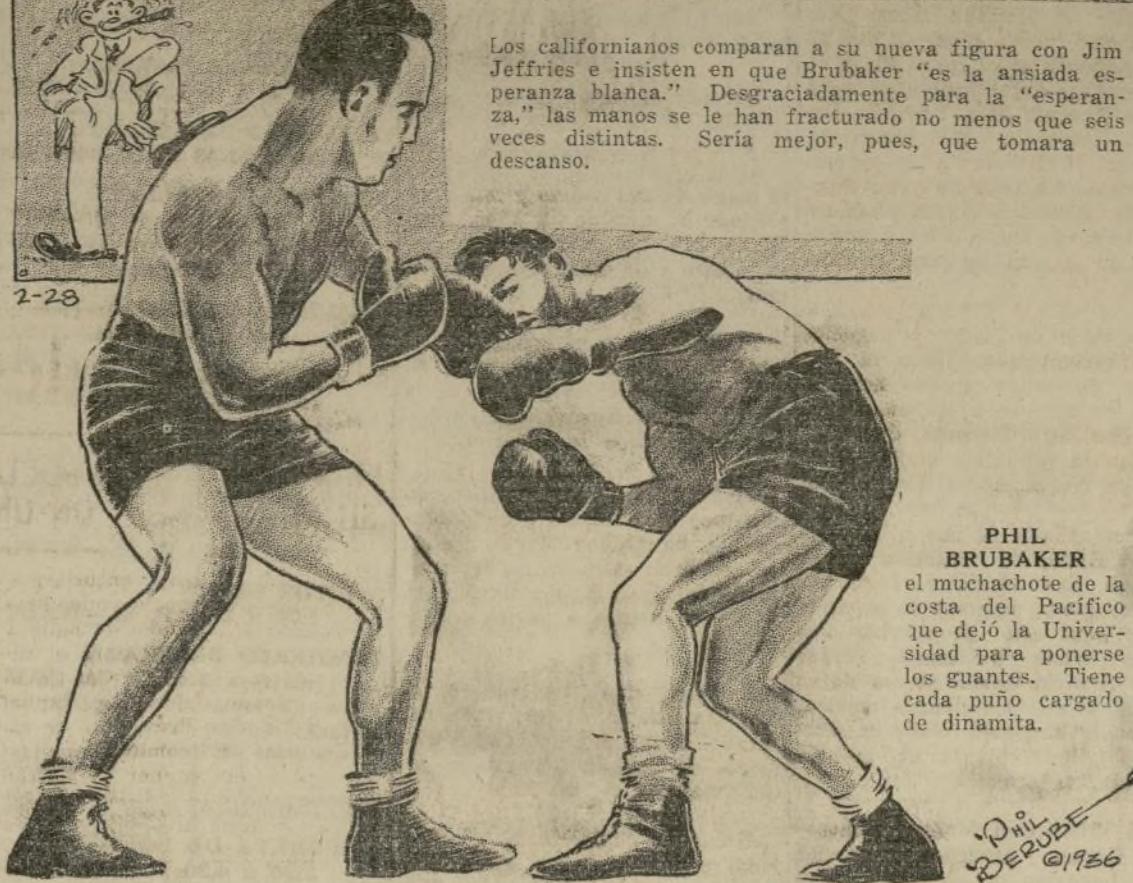 Los californianos comparan a su nueva figura con Jim
Jeffries e insisten en que Brubaker "es la ansiada es-
peranza blanca." Desgraciadamente para la "esperan-
za," las manos se le han fracturado no menos que seis
veces distintas. Sería mejor, pues, que tomara un
descanso.
2-28
PHIL
BRUBAKER
el muchachote de la
costa del Pacífico
que dejó la Univer-
sidad para ponerse
los guantes. Tiene
cada puño cargado
de dinamita.
PHIL
BERUBE
©1936